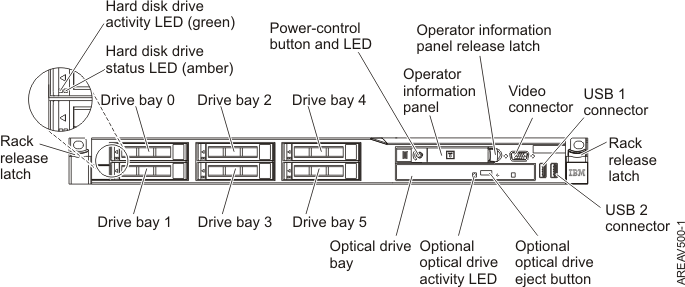 Hard disk drive
activity LED (green)
Hard disk drive
status LED (amber)
Power-control
button and LED
Operator information
panel release latch
Operator
information
panel
Video
connector
USB 1
connector
Drive bay 0
Drive bay 2
Drive bay 4
Rack
release
latch
Rack
release
latch
IBM
Drive bay 1
Drive bay 3
Drive bay 5
USB 2
connector
Optical drive
bay
Optional
optical drive
activity LED
Optional
optical drive
eject button
AREAV500-1